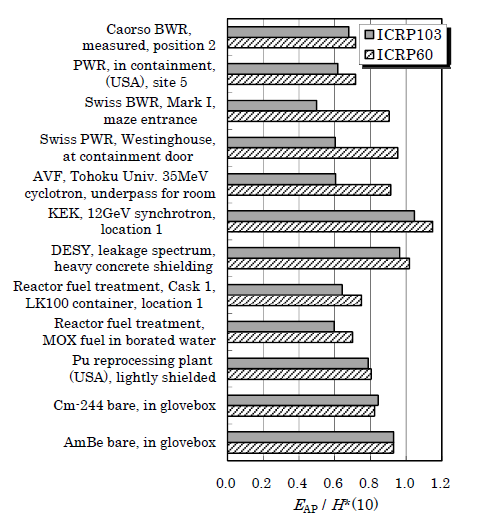 Caorso BWR,
measured, position 2
ICRP103
ICRP60
PWR, in containment,
(USA), site 5
Swiss BWR, Mark I,
maze entrance
Swiss PWR, Westinghouse,
at containment door
AVF, Tohoku Univ. 35MeV
cyclotron, underpass for room
KEK, 12GeV synchrotron,
location 1
DESY, leakage spectrum,
heavy concrete shielding
Reactor fuel treatment, Cask 1,
LK100 container, location 1
Reactor fuel treatment,
MOX fuel in borated water
Pu reprocessing plant
(USA), lightly shielded
Cm-244 bare, in glovebox
AmBe bare, in glovebox
0.0 0.2 0.4 0.6 0.8 1.0 1.2
EAP / H*(10)